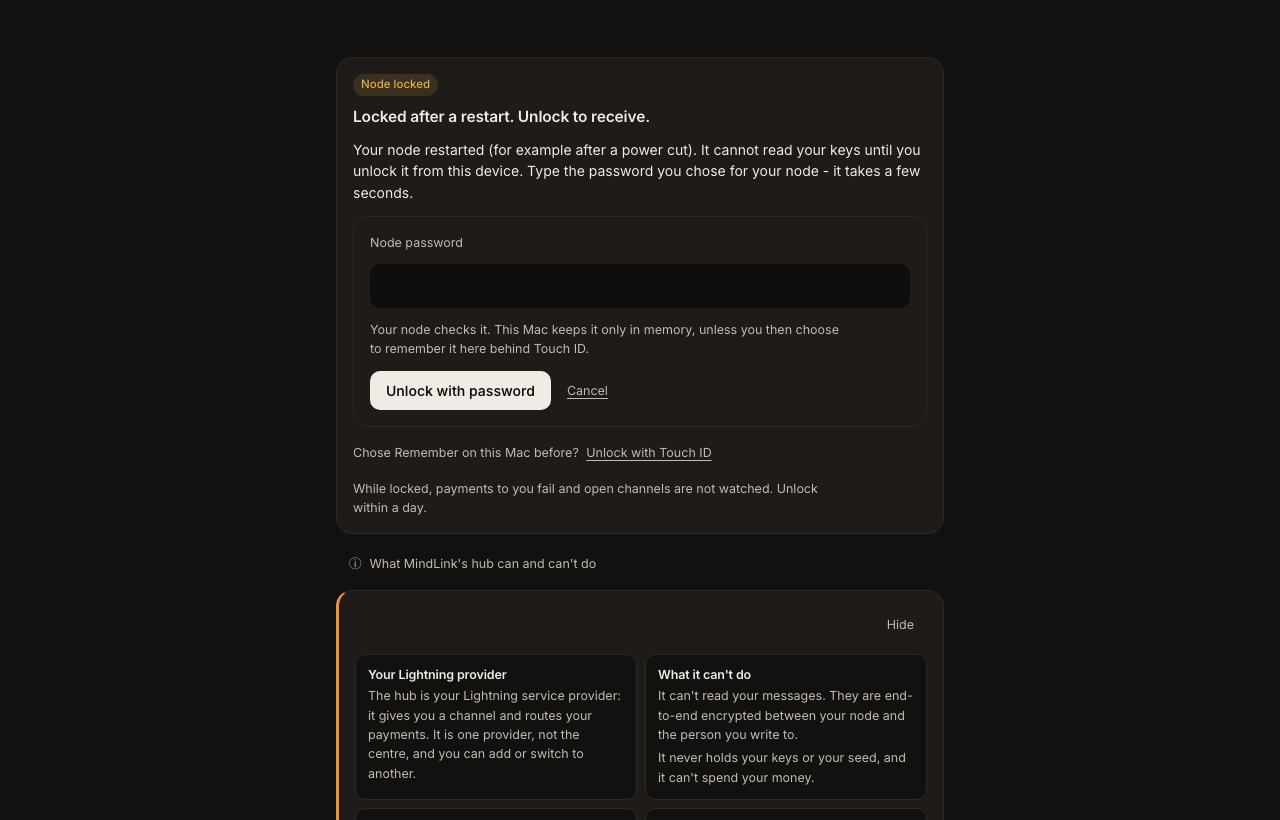 Node locked
Locked after a restart. Unlock to receive.
Your node restarted (for example after a power cut). It cannot read your keys until you
unlock it from this device. Type the password you chose for your node - it takes a few
seconds.
Node password
Your node checks it. This Mac keeps it only in memory, unless you then choose
to remember it here behind Touch ID.
Unlock with password
Cancel
Chose Remember on this Mac before? Unlock with Touch ID
While locked, payments to you fail and open channels are not watched. Unlock
within a day.
ⓘ What MindLink's hub can and can't do
Hide
Your Lightning provider
The hub is your Lightning service provider:
it gives you a channel and routes your
payments. It is one provider, not the
centre, and you can add or switch to
another.
What it can't do
It can't read your messages. They are end-
to-end encrypted between your node and
the person you write to.
It never holds your keys or your seed, and
it can't spend your money.